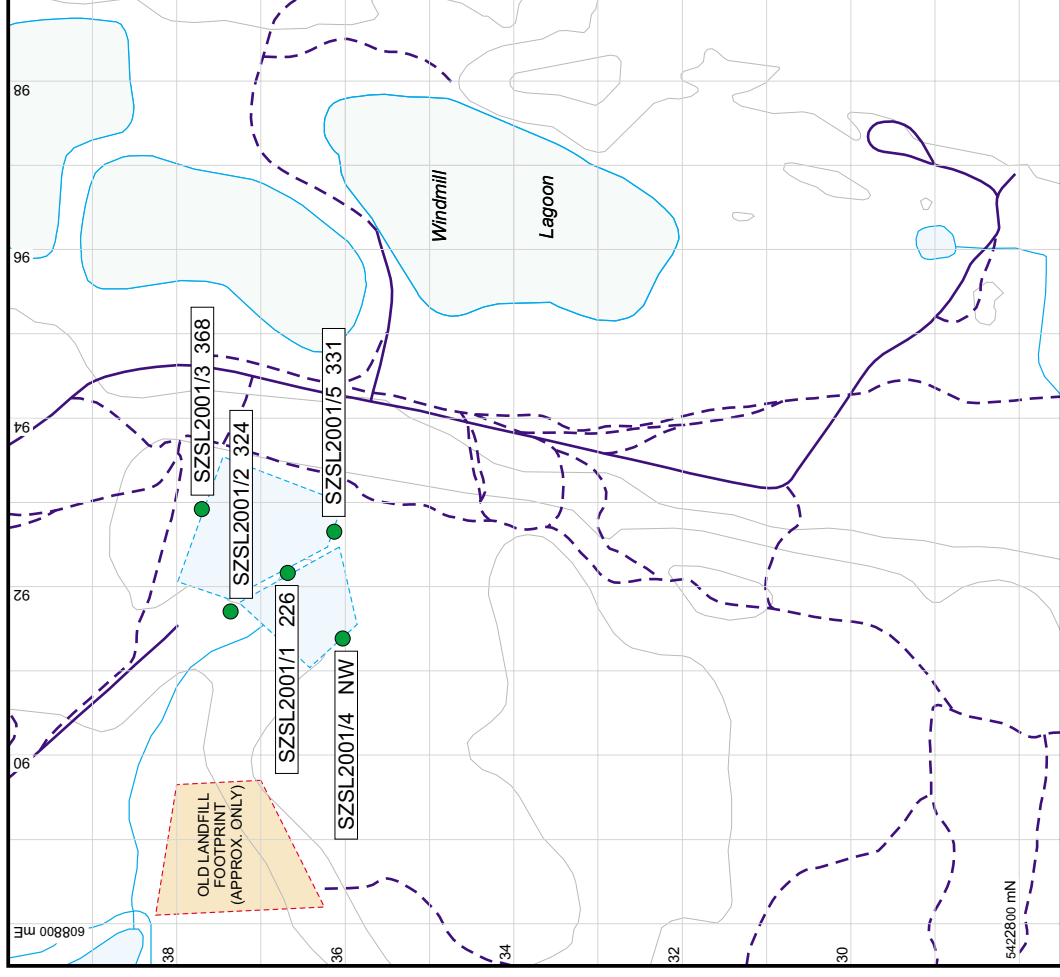 98
96
94
92
90
608800 mE
Windmill
Lagoon
SZSL2001/3 368
SZSL2001/2 324
SZSL2001/5 331
SZSL2001/1 226
SZSL2001/4 NW
OLD LANDFILL
FOOTPRINT
(APPROX. ONLY)
38
36
34
32
30
5422800 mN